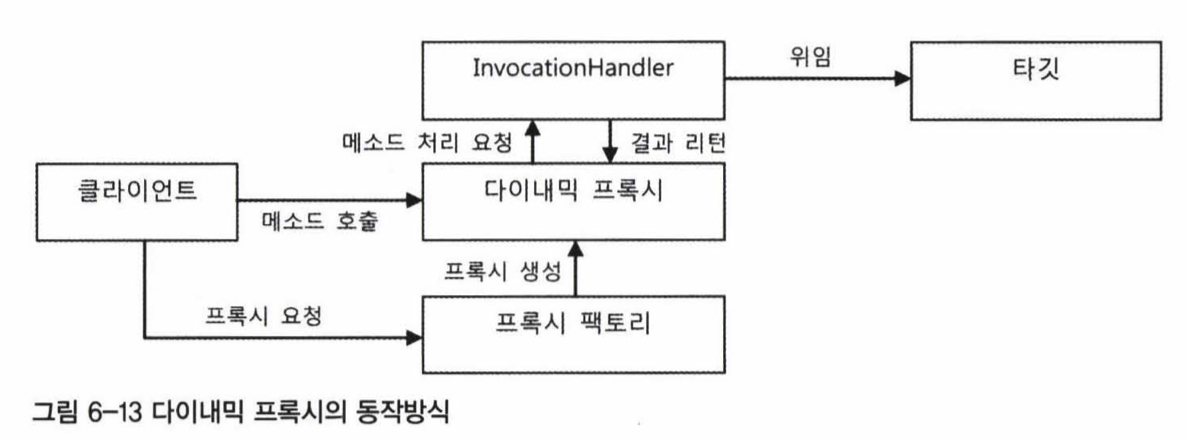 InvocationHandler
위임
타깃
메소드 처리 요청
결과 리턴
클라이언트
다이내믹 프록시
메소드 호출
프록시 생성
프록시 요청
프록시 팩토리
그림 6-13 다이내믹 프록시의 동작방식